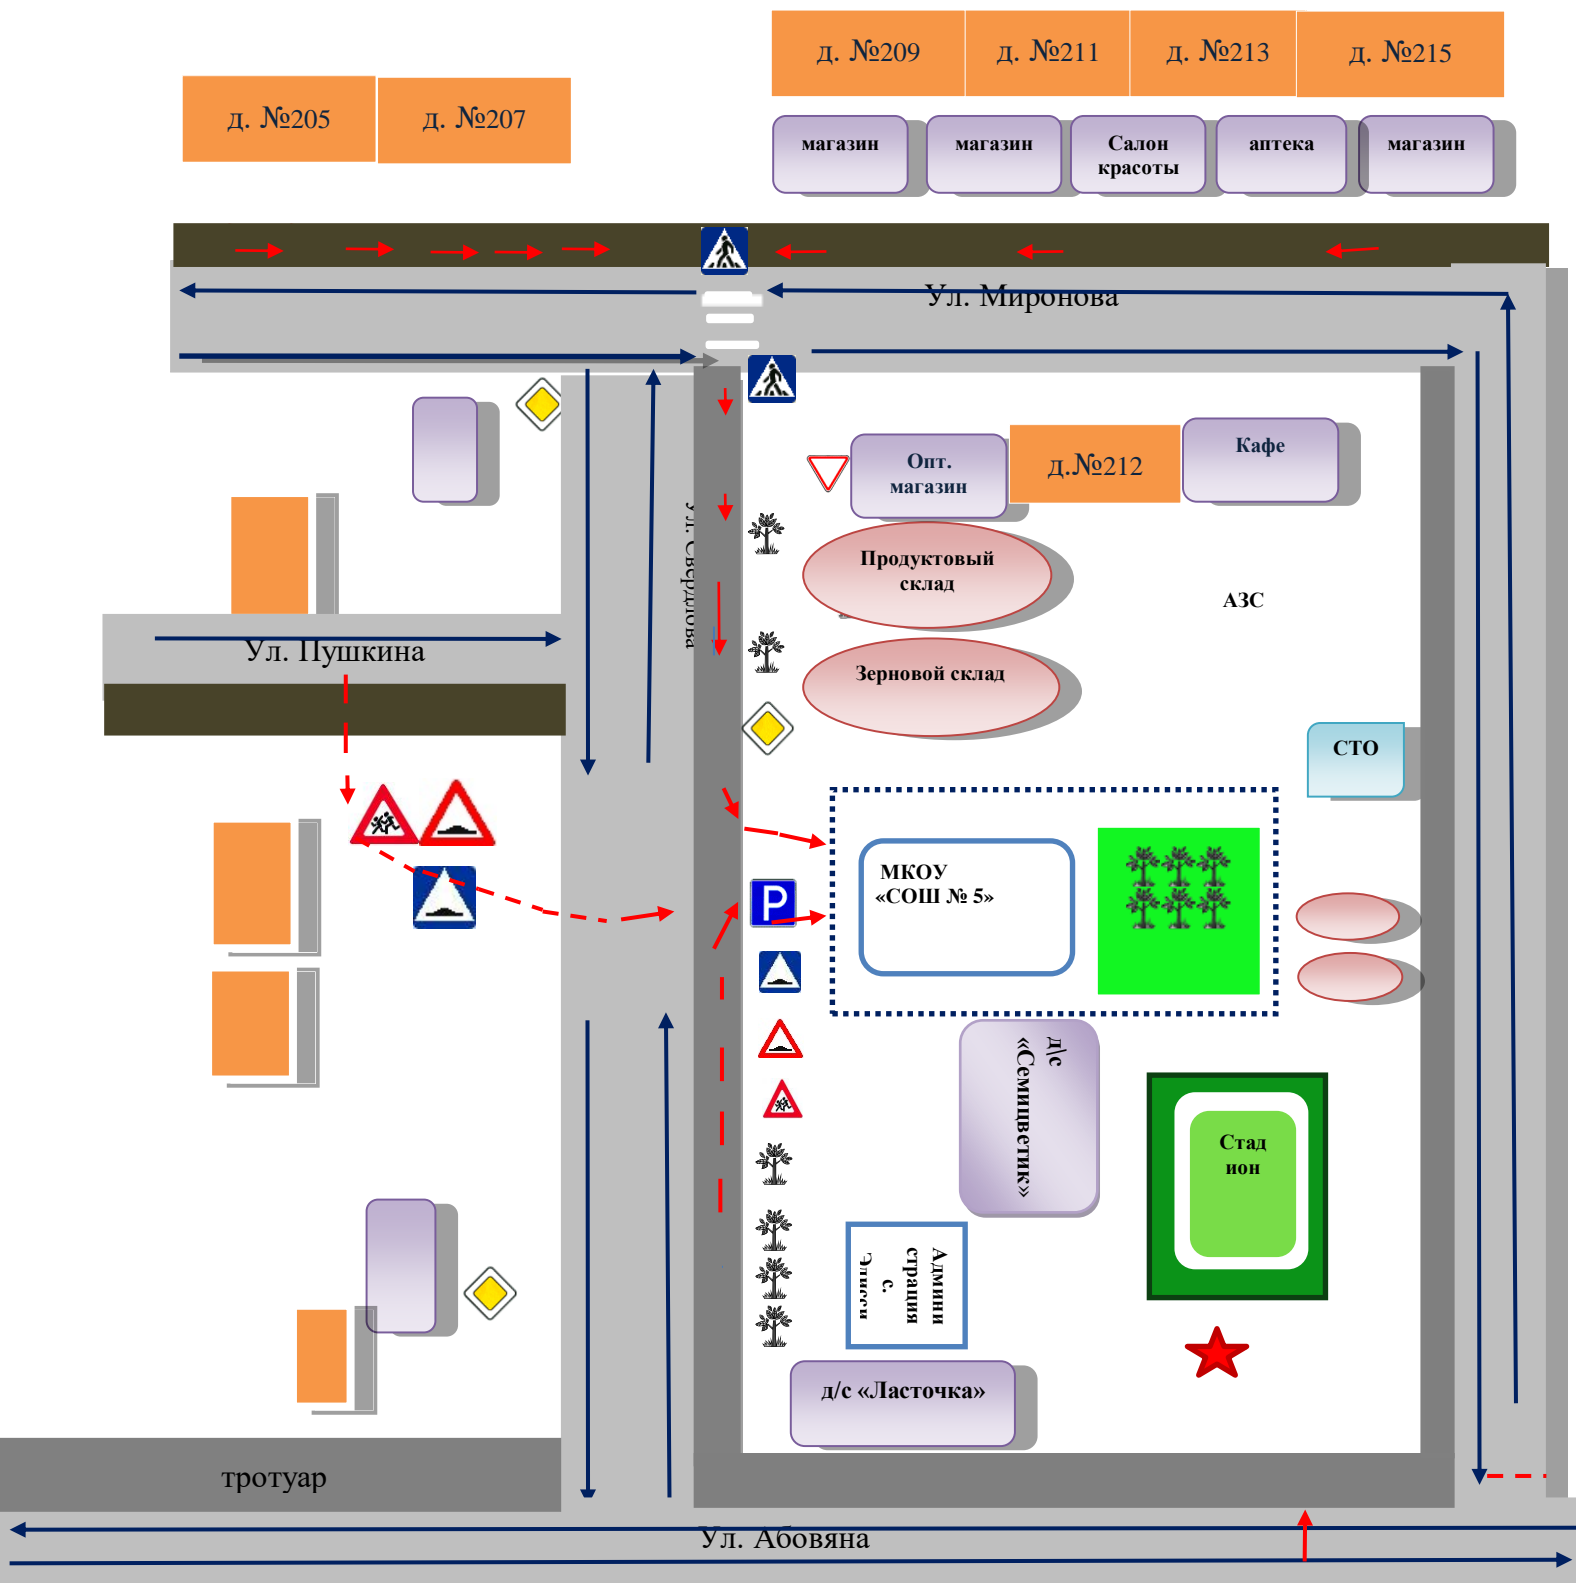 д. №209
д. №211
д. №213
д. №215
д. №205
д. №207
магазин
магазин
Салон
красоты
аптека
магазин
Ул. Миронова
Опт.
магазин
д.№212
Кафе
Ул. Свердлова
Продуктовый
склад
АЗС
Ул. Пушкина
Зерновой склад
СТО
МКОУ
«СОШ № 5»
P
д\с
«Семицветик»
Стад
ион
Админи
страция
с.
д/с «Ласточка»
тротуар
Ул. Абовяна